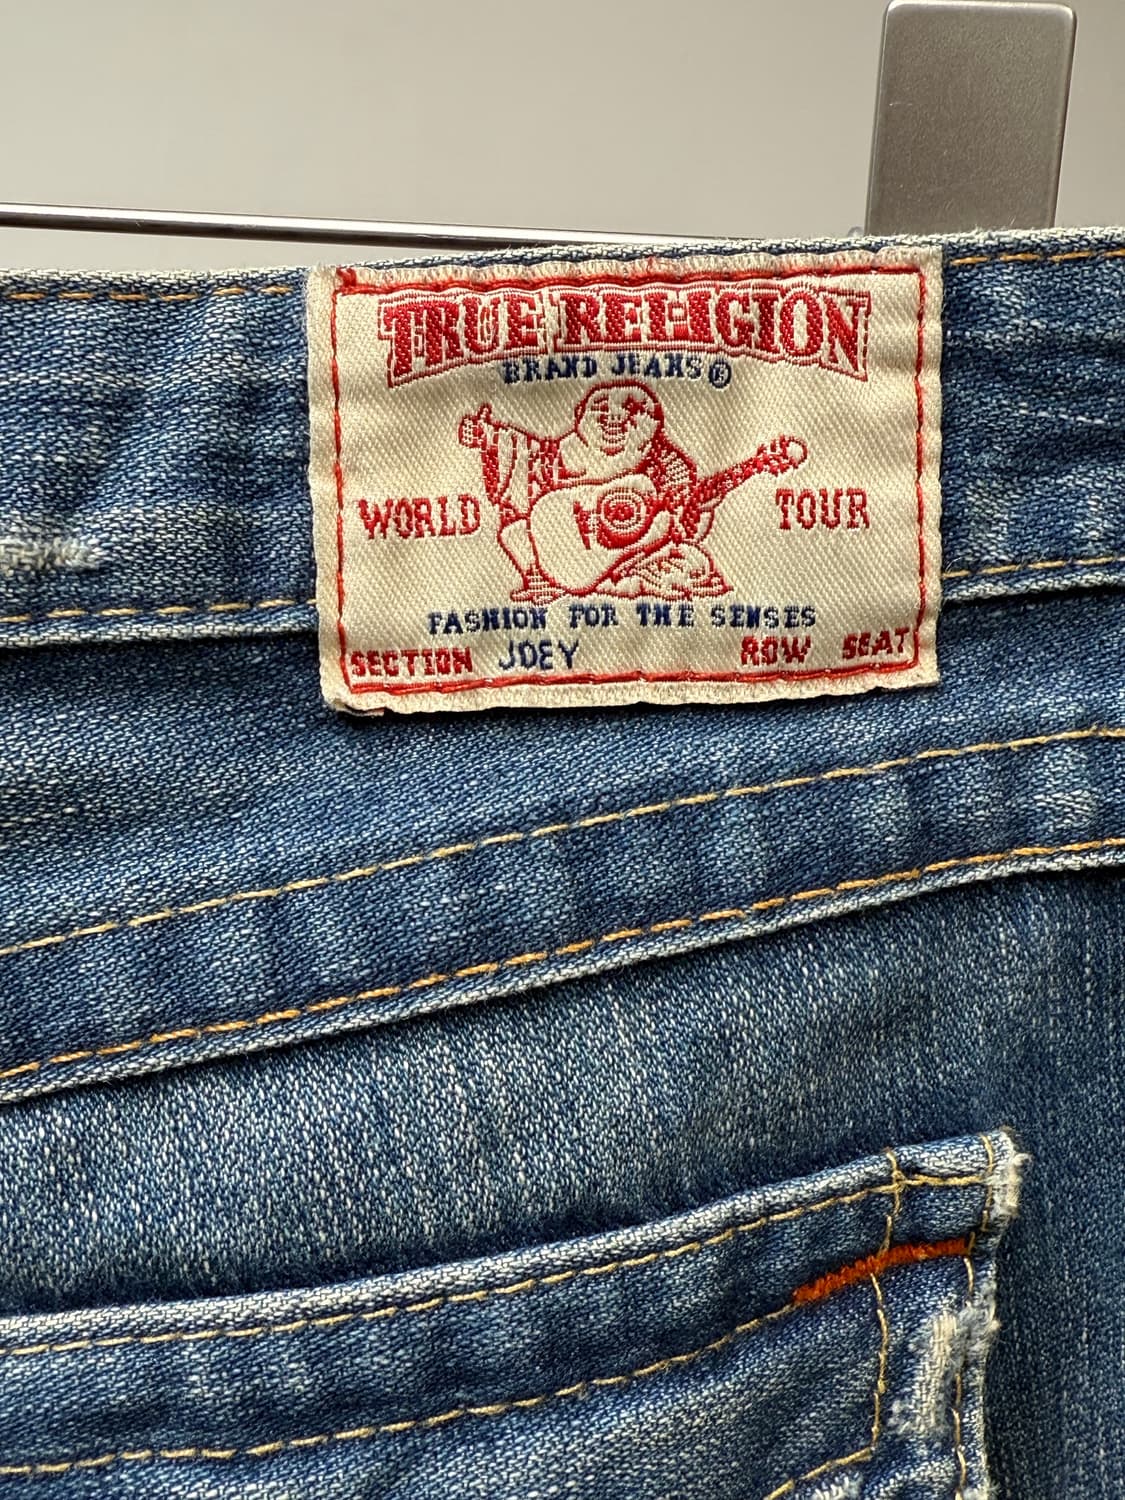 TRUE RELIGION
BRAND JEANS®
WORLD TOUR
FASHION FOR THE SENSES
SECTION JOEY ROW SEAT